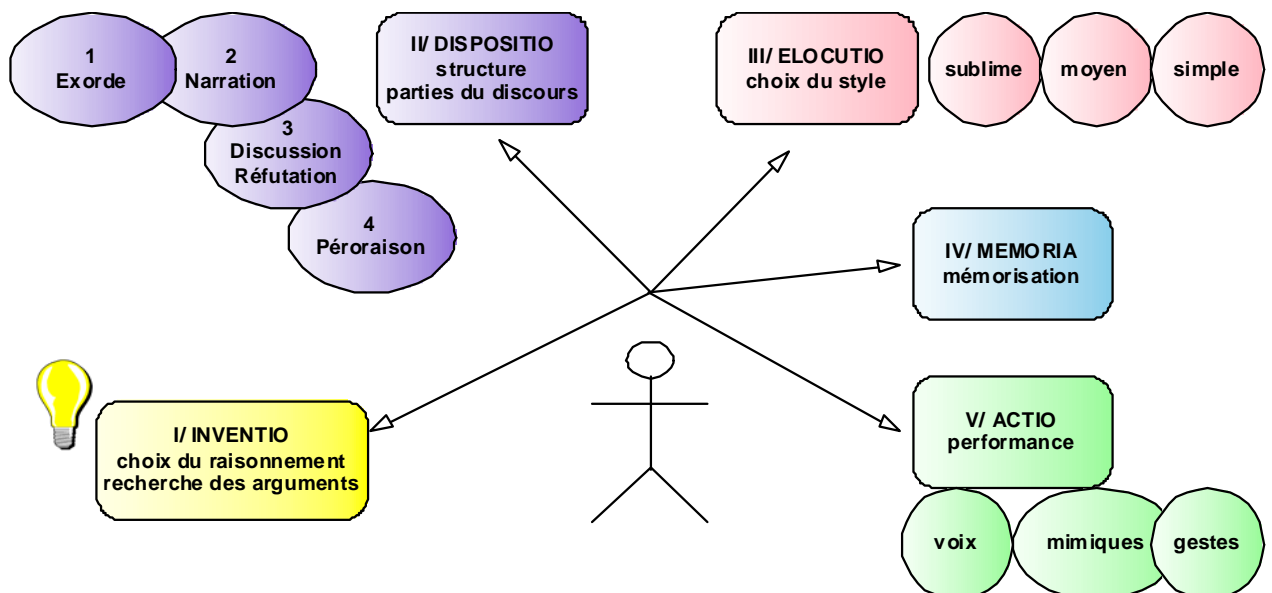 1
Exorde
2
Narration
3
Discussion
Réfutation
4
Péroraison
II/ DISPOSITIO
structure
parties du discours
III/ ELOCUTIO
choix du style
sublime
moyen
simple
IV/ MEMORIA
mémorisation
I/ INVENTIO
choix du raisonnement
recherche des arguments
V/ ACTIO
performance
voix
mimiques
gestes